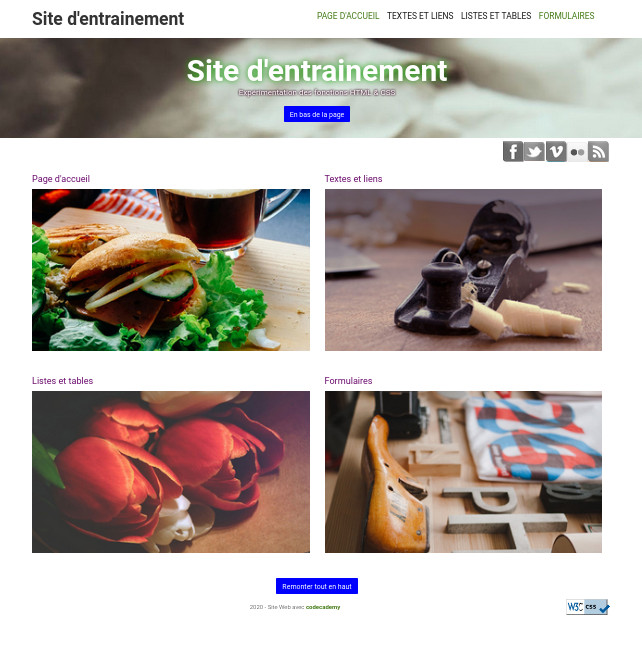 Site d'entrainement
PAGE D'ACCUEIL TEXTES ET LIENS LISTES ET TABLES FORMULAIRES
Site d'entrainement
Expérimentation des fonctions HTML & CSS
En bas de la page
Page d'accueil
Textes et liens
Listes et tables
Formulaires
Remonter tout en haut
2020 - Site Web avec codecademy
W3C css